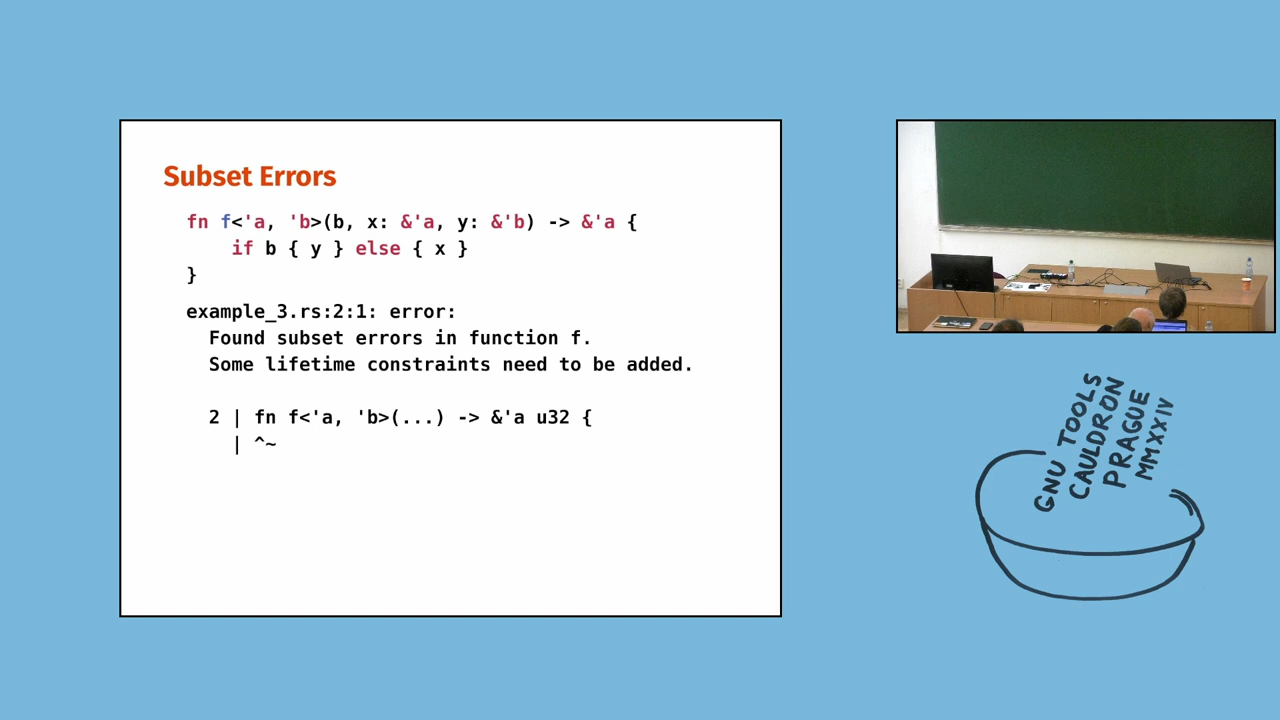 Subset Errors
fn f<'a, 'b>(b, x: &'a, y: &'b) -> &'a {
    if b { y } else { x }
}
example_3.rs:2:1: error:
  Found subset errors in function f.
  Some lifetime constraints need to be added.
  2 | fn f<'a, 'b>(...) -> &'a u32 {
    | ^~
GNU TOOLS
CAULDRON
PRAGUE
MMXXIV